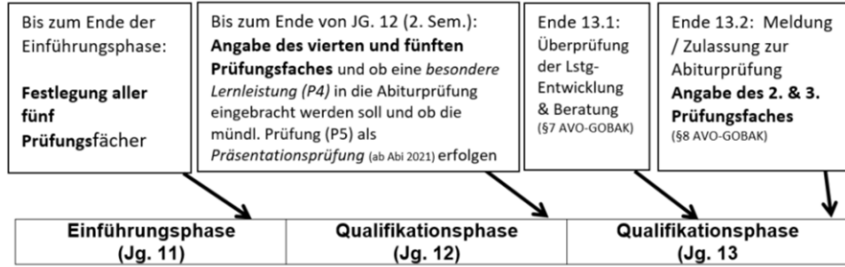 Bis zum Ende der
Einführungsphase:
Festlegung aller
fünf
Prüfungsfächer
Bis zum Ende von JG. 12 (2. Sem.):
Angabe des vierten und fünften
Prüfungsfaches und ob eine besondere
Lernleistung (P4) in die Abiturprüfung
eingebracht werden soll und ob die
mündl. Prüfung (P5) als
Präsentationsprüfung (ab Abi 2021) erfolgen
Ende 13.1:
Überprüfung
der Lstg-
Entwicklung
& Beratung
(§7 AVO-GOBAK)
Ende 13.2: Meldung
/ Zulassung zur
Abiturprüfung
Angabe des 2. & 3.
Prüfungsfaches
(§8 AVO-GOBAK)
Einführungsphase
(Jg. 11)
Qualifikationsphase
(Jg. 12)
Qualifikationsphase
(Jg. 13